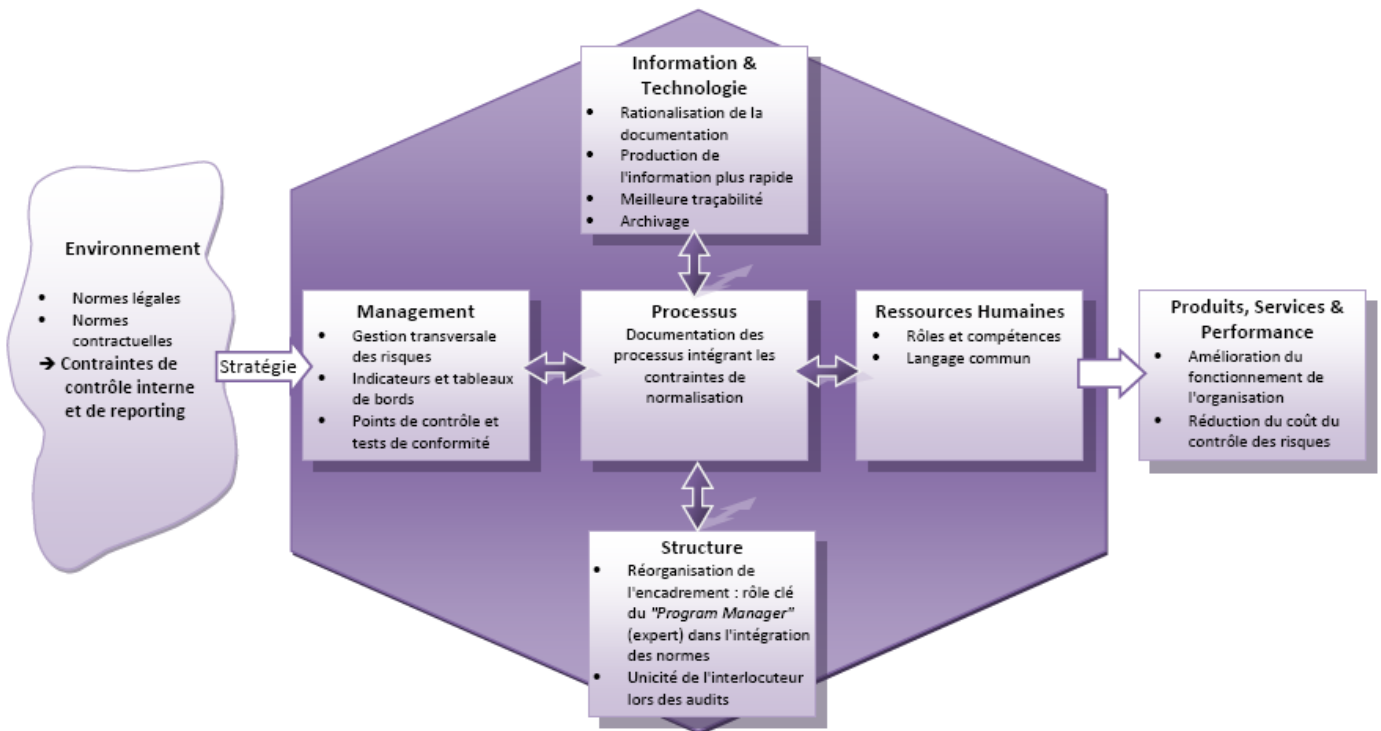 Environnement
• Normes légales
• Normes
contractuelles
➔ Contraintes de
contrôle interne
et de reporting
Stratégie
Management
• Gestion transversale
des risques
• Indicateurs et tableaux
de bords
• Points de contrôle et
tests de conformité
Information &
Technologie
• Rationalisation de la
documentation
• Production de
l'information plus rapide
• Meilleure traçabilité
• Archivage
Processus
Documentation des
processus intégrant les
contraintes de
normalisation
Structure
• Réorganisation de
l'encadrement : rôle clé
du "Program Manager"
(expert) dans l'intégration
des normes
• Unicité de l'interlocuteur
lors des audits
Ressources Humaines
• Rôles et compétences
• Langage commun
Produits, Services &
Performance
• Amélioration du
fonctionnement de
l'organisation
• Réduction du coût du
contrôle des risques